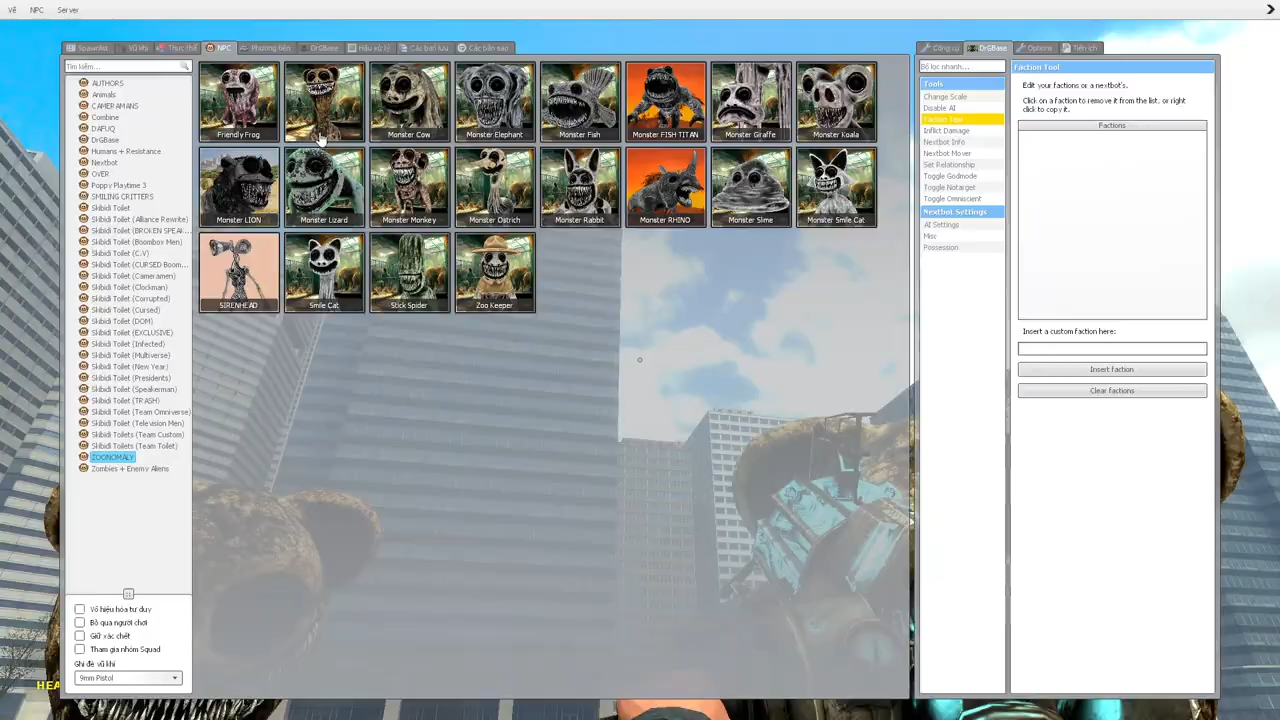 Vẽ NPC Server
Spawnlist Vũ khí Thực thể NPC Phương tiện DrGBase Hậu xử lý Các bản lưu Các bản sao
Công cụ DrGBase Options Tiện ích
Tìm kiếm...
AUTHORS
Animals
CAMERAMANS
Combine
DAFUQ
DrGBase
Humans + Resistance
Nextbot
OVER
Poppy Playtime 3
SMILING CRITTERS
Skibidi Toilet
Skibidi Toilet (Alliance Rewrite)
Skibidi Toilet (BROKEN SPEAK...
Skibidi Toilet (Boombox Men)
Skibidi Toilet (C.V)
Skibidi Toilet (CURSED Boom...
Skibidi Toilet (Cameramen)
Skibidi Toilet (Clockman)
Skibidi Toilet (Corrupted)
Skibidi Toilet (Cursed)
Skibidi Toilet (DOM)
Skibidi Toilet (EXCLUSIVE)
Skibidi Toilet (Infected)
Skibidi Toilet (Multiverse)
Skibidi Toilet (New Year)
Skibidi Toilet (Presidents)
Skibidi Toilet (Speakerman)
Skibidi Toilet (TRASH)
Skibidi Toilet (Team Omniverse)
Skibidi Toilet (Television Men)
Skibidi Toilets (Team Custom)
Skibidi Toilets (Team Toilet)
ZOONOMALY
Zombies + Enemy Aliens
Vô hiệu hóa tư duy
Bỏ qua người chơi
Giữ xác chết
Tham gia nhóm Squad
Ghi đè vũ khí
9mm Pistol
HEA
Friendly Frog
Monster Cow
Monster Elephant
Monster Fish
Monster FISH TITAN
Monster Giraffe
Monster Koala
Monster LION
Monster Lizard
Monster Monkey
Monster Ostrich
Monster Rabbit
Monster RHINO
Monster Slime
Monster Smile Cat
SIRENHEAD
Smile Cat
Stick Spider
Zoo Keeper
Bộ lọc nhanh...
Tools
Change Scale
Disable AI
Faction Tool
Inflict Damage
Nextbot Info
Nextbot Mover
Set Relationship
Toggle Godmode
Toggle Notarget
Toggle Omniscient
Nextbot Settings
AI Settings
Misc
Possession
Faction Tool
Edit your factions or a nextbot's.
Click on a faction to remove it from the list, or right
click to copy it.
Factions
Insert a custom faction here:
Insert faction
Clear factions